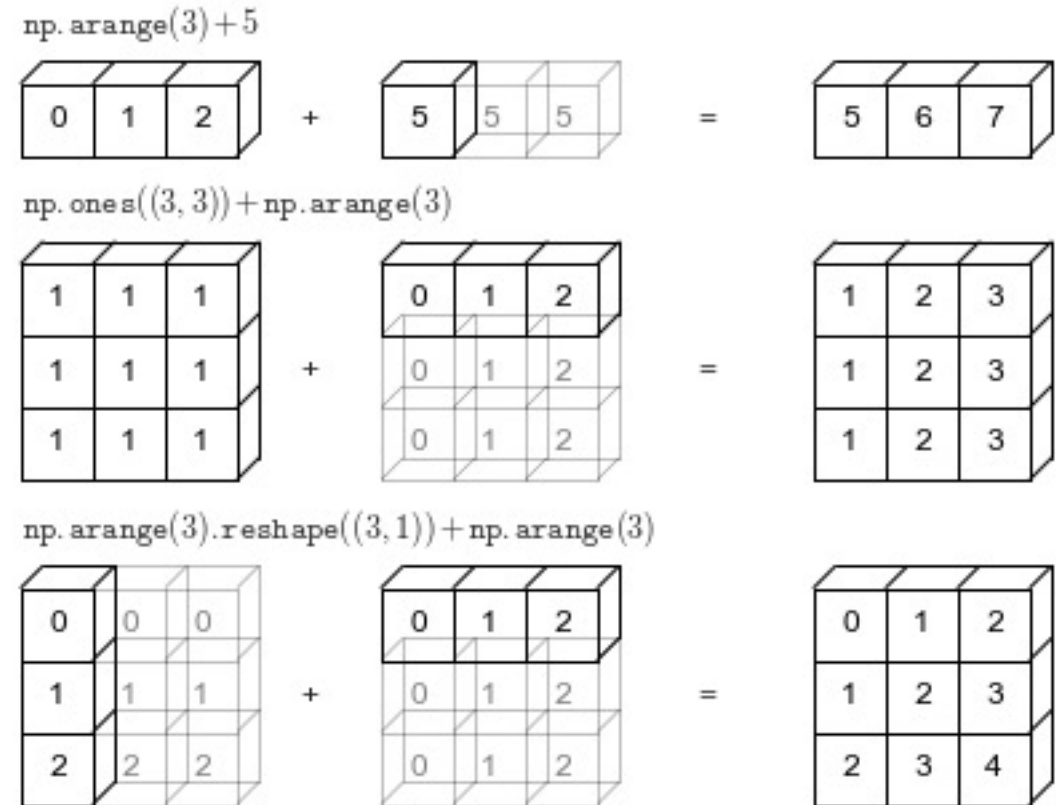 np.arange(3)+5
0 1 2 + 5 5 5 = 5 6 7
np.ones((3,3))+np.arange(3)
1 1 1 0 1 2 1 2 3
1 1 1 + 0 1 2 = 1 2 3
1 1 1 0 1 2 1 2 3
np.arange(3).reshape((3,1))+np.arange(3)
0 0 0 0 1 2 0 1 2
1 1 1 + 0 1 2 = 1 2 3
2 2 2 0 1 2 2 3 4